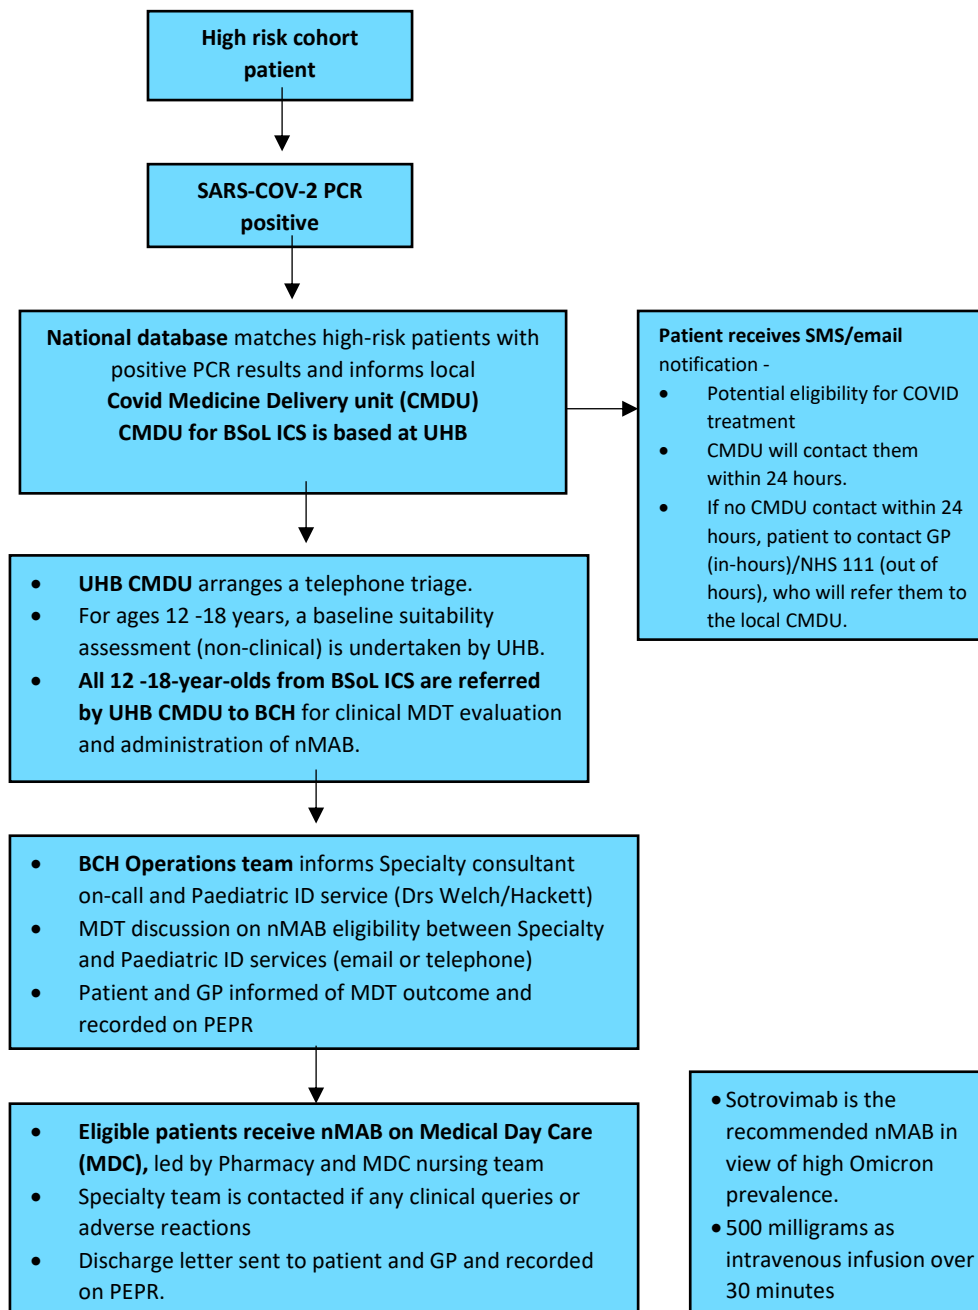 High risk cohort
patient
SARS-COV-2 PCR
positive
National database matches high-risk patients with
positive PCR results and informs local
Covid Medicine Delivery unit (CMDU)
CMDU for BSoL ICS is based at UHB
Patient receives SMS/email
notification -
• Potential eligibility for COVID
treatment
• CMDU will contact them
within 24 hours.
• If no CMDU contact within 24
hours, patient to contact GP
(in-hours)/NHS 111 (out of
hours), who will refer them to
the local CMDU.
• UHB CMDU arranges a telephone triage.
• For ages 12 -18 years, a baseline suitability
assessment (non-clinical) is undertaken by UHB.
• All 12 -18-year-olds from BSoL ICS are referred
by UHB CMDU to BCH for clinical MDT evaluation
and administration of nMAB.
• BCH Operations team informs Specialty consultant
on-call and Paediatric ID service (Drs Welch/Hackett)
• MDT discussion on nMAB eligibility between Specialty
and Paediatric ID services (email or telephone)
• Patient and GP informed of MDT outcome and
recorded on PEPR
• Eligible patients receive nMAB on Medical Day Care
(MDC), led by Pharmacy and MDC nursing team
• Specialty team is contacted if any clinical queries or
adverse reactions
• Discharge letter sent to patient and GP and recorded
on PEPR.
• Sotrovimab is the
recommended nMAB in
view of high Omicron
prevalence.
• 500 milligrams as
intravenous infusion over
30 minutes